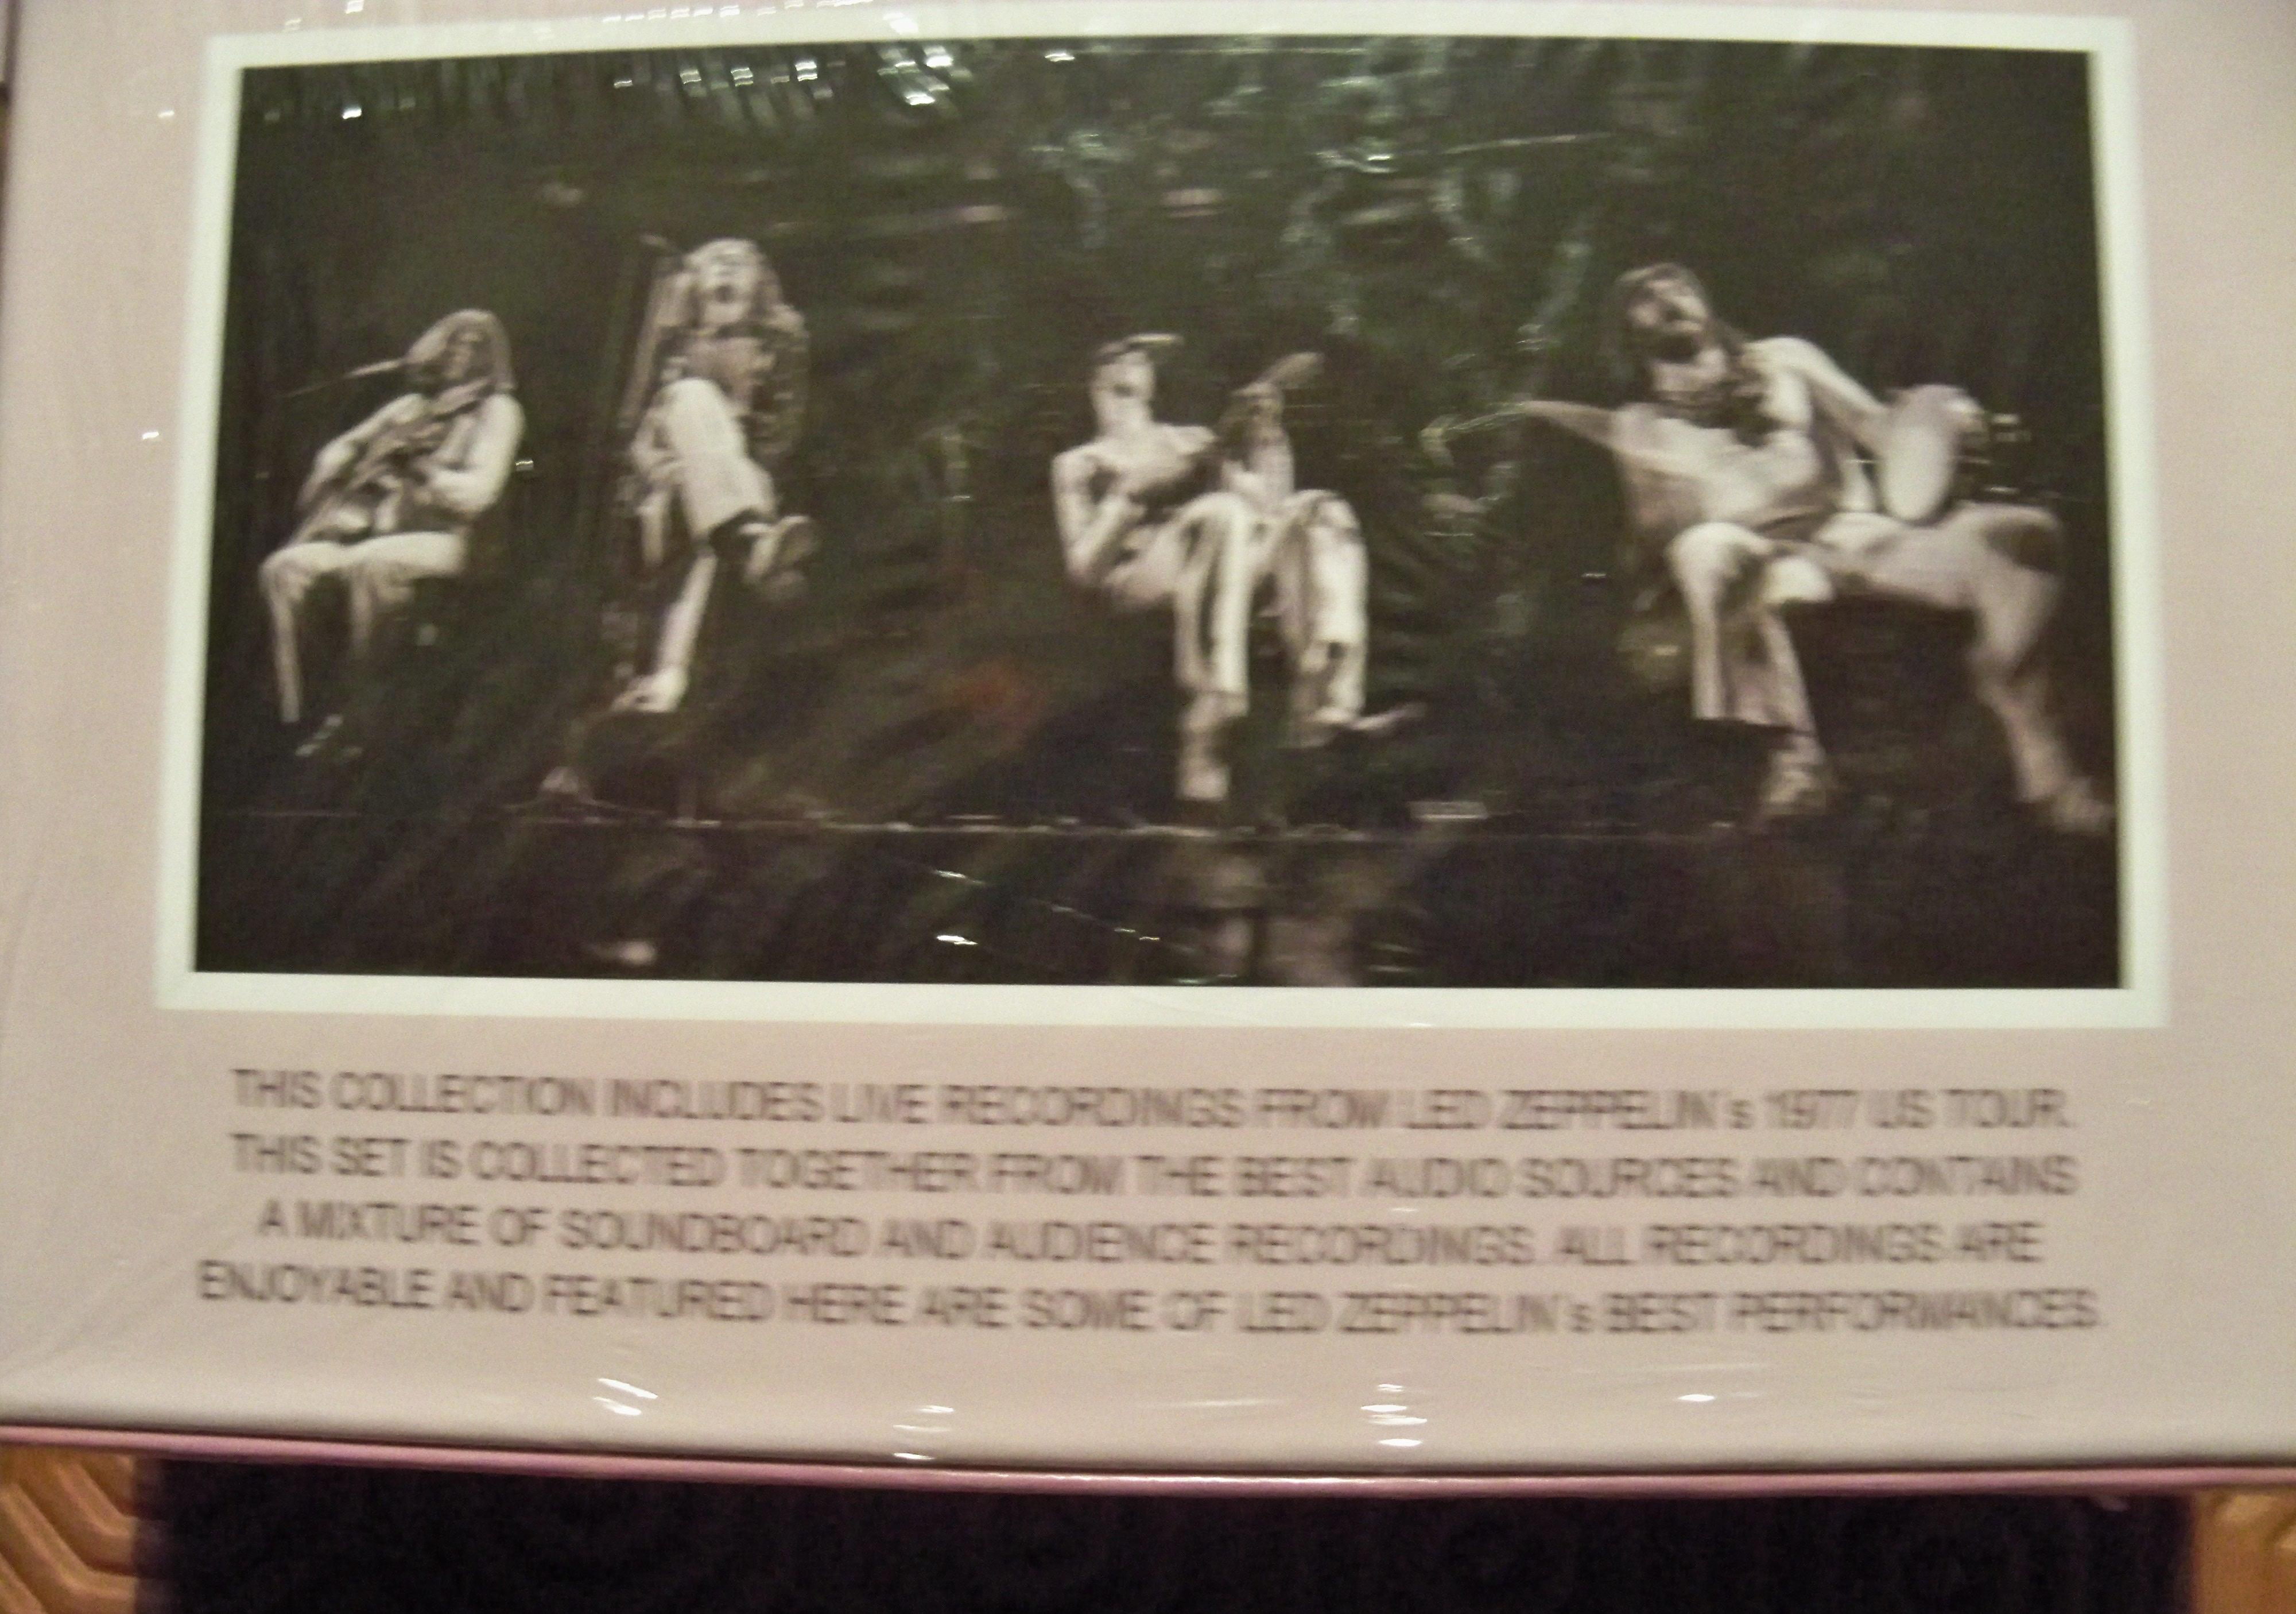 THIS COLLECTION INCLUDES LIVE RECORDINGS FROM LED ZEPPELIN's 1977 US TOUR.
THIS SET IS COLLECTED TOGETHER FROM THE BEST AUDIO SOURCES AND CONTAINS
A MIXTURE OF SOUNDBOARD AND AUDIENCE RECORDINGS. ALL RECORDINGS ARE
ENJOYABLE AND FEATURED HERE ARE SOME OF LED ZEPPELIN's BEST PERFORMANCES.